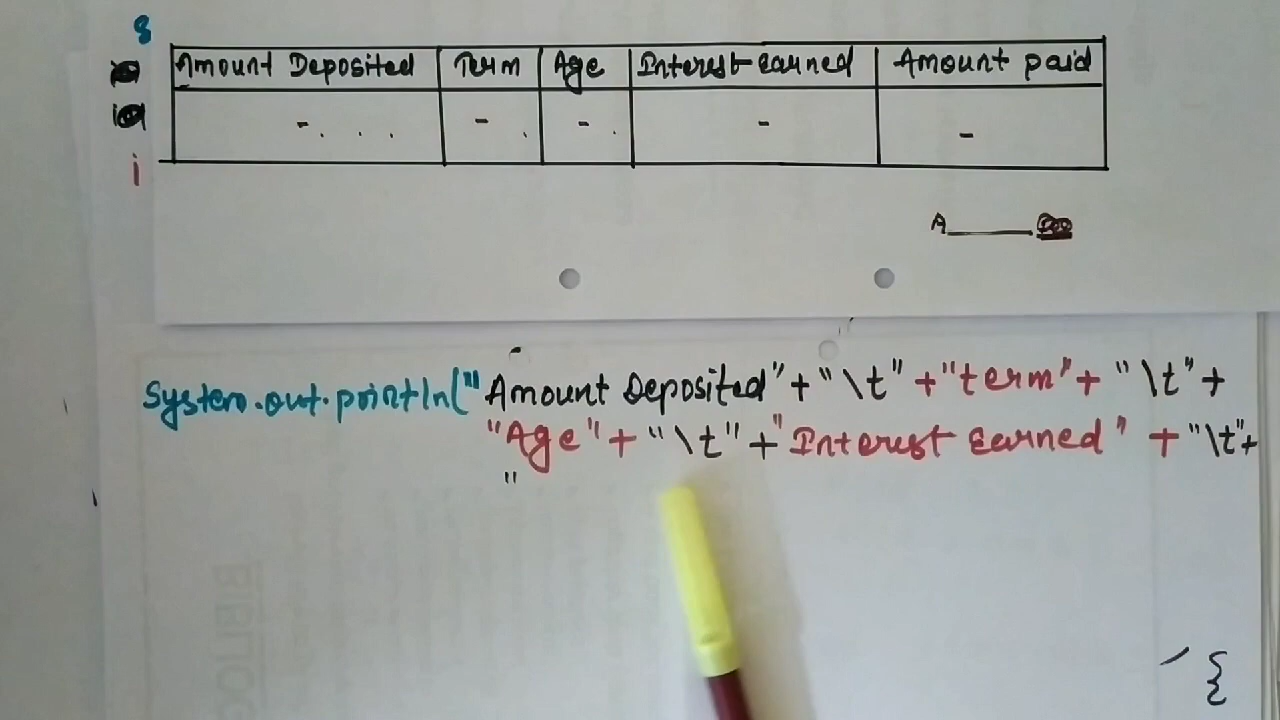 Amount Deposited Term Age Interest earned Amount paid
- - - - -
A
System.out.println("Amount Deposited"+"\t"+"term"+"\t"+
"Age"+"\t"+"Interest Earned"+"\t"+
"
}